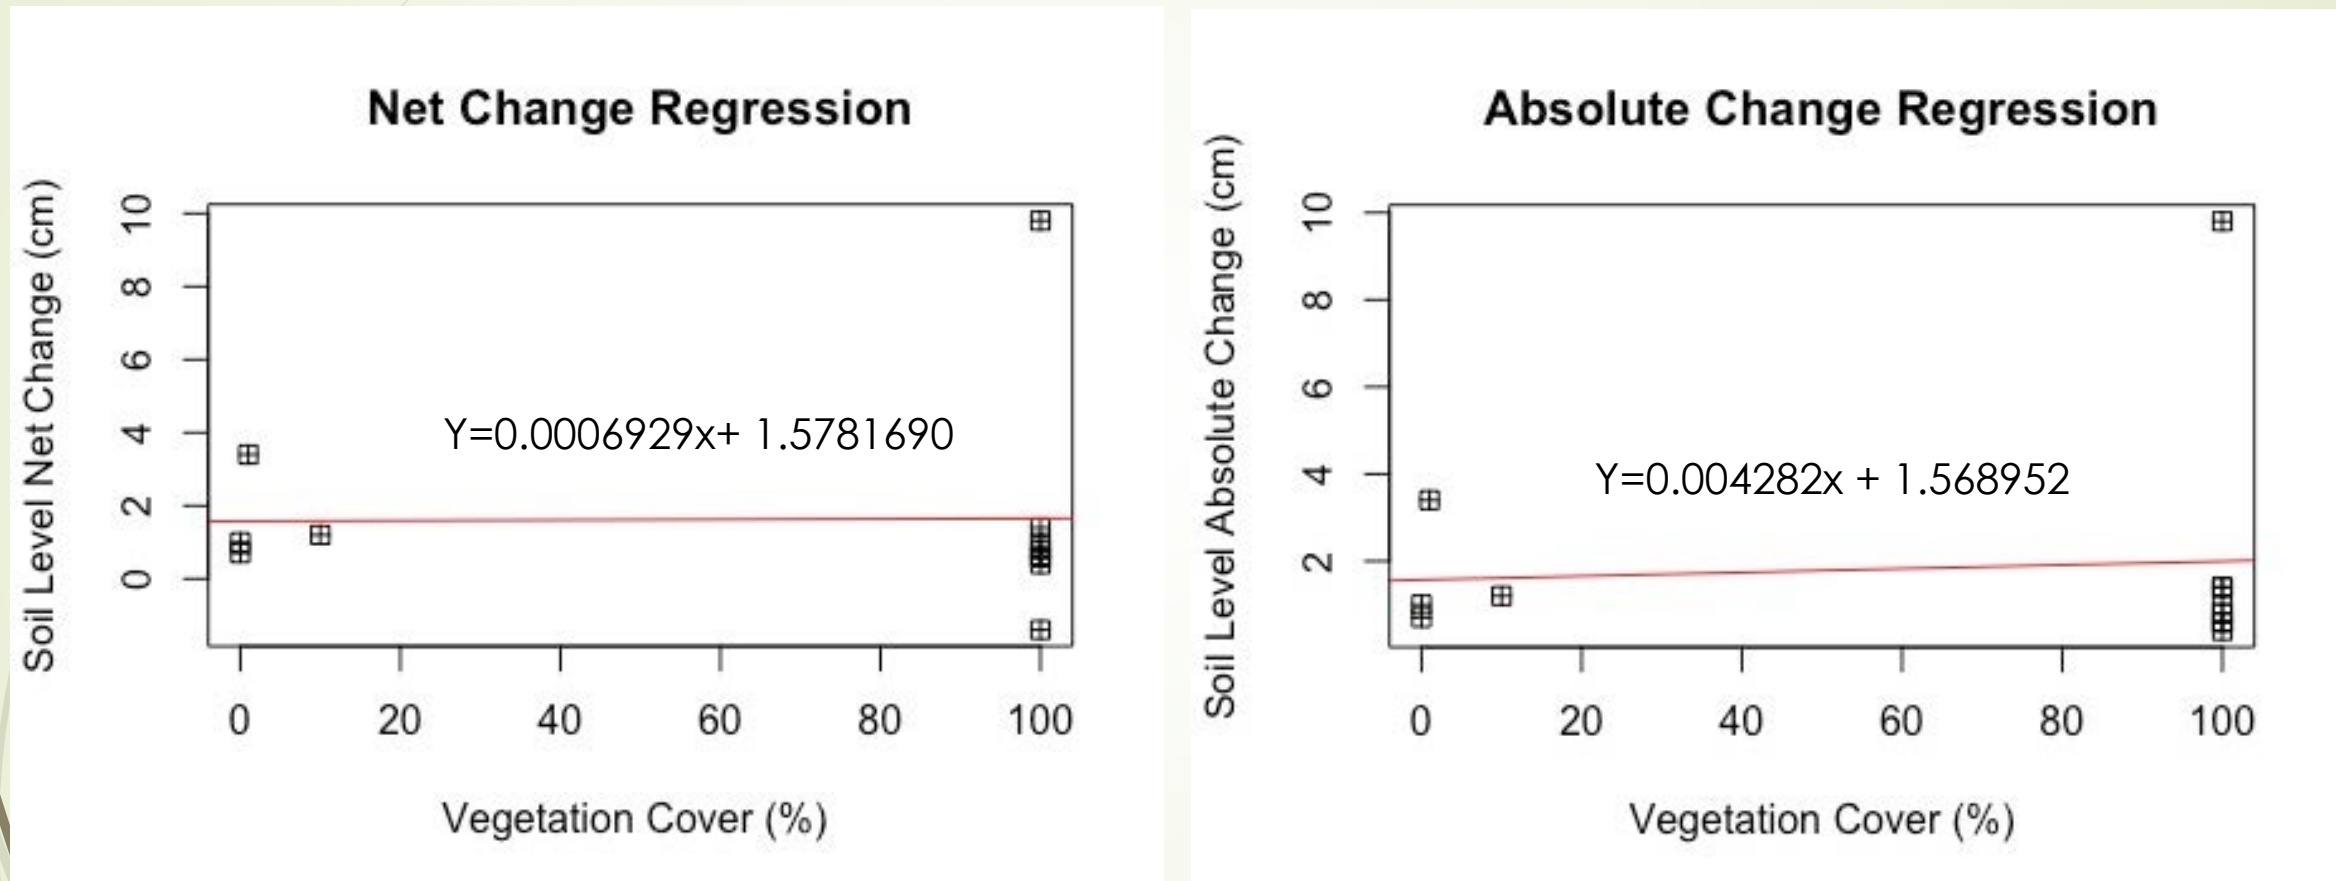 Net Change Regression
Soil Level Net Change (cm)
10
8
6
4
2
0
Y=0.0006929x+ 1.5781690
0 20 40 60 80 100
Vegetation Cover (%)
Absolute Change Regression
Soil Level Absolute Change (cm)
10
8
6
4
2
Y=0.004282x + 1.568952
0 20 40 60 80 100
Vegetation Cover (%)